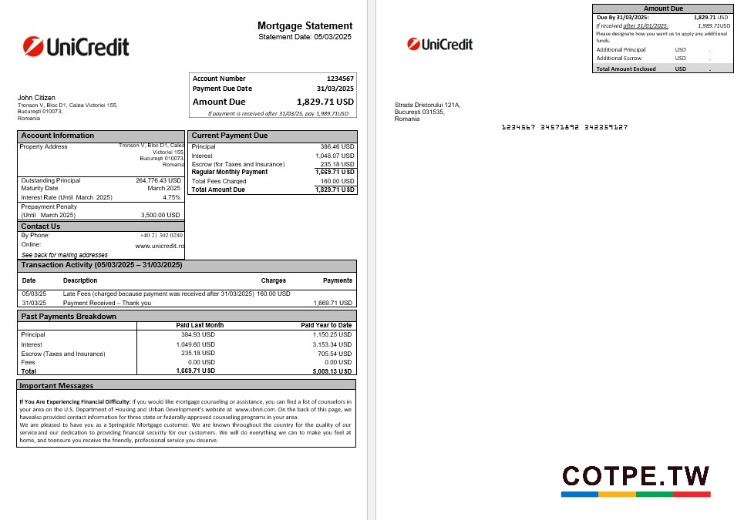 UniCredit
Mortgage Statement
Statement Date: 05/03/2025
Account Number 1234567
Payment Due Date 31/03/2025
Amount Due 1,829.71 USD
If payment is received after 31/03/25, pay 1,989.71USD
John Citizen
Tronson V, Bloc D1, Calea Victoriei 155,
București 010073,
Romania
Account Information
Property Address Tronson V, Bloc D1, Calea
Victoriei 155,
București 010073,
Romania
Outstanding Principal 264,776.43 USD
Maturity Date March 2025
Interest Rate (Until March 2025) 4.75%
Prepayment Penalty
(Until March 2025) 3,500.00 USD
Contact Us
By Phone: +40 21 302 0280
Online: www.unicredit.ro
See back for mailing addresses
Current Payment Due
Principal 386.46 USD
Interest 1,048.07 USD
Escrow (for Taxes and Insurance) 235.18 USD
Regular Monthly Payment 1,669.71 USD
Total Fees Charged 160.00 USD
Total Amount Due 1,829.71 USD
Transaction Activity (05/03/2025 – 31/03/2025)
Date Description Charges Payments
05/03/25 Late Fees (charged because payment was received after 31/03/2025) 160.00 USD
31/03/25 Payment Received – Thank you 1,669.71 USD
Past Payments Breakdown
Paid Last Month Paid Year to Date
Principal 384.93 USD 1,150.25 USD
Interest 1,049.60 USD 3,153.34 USD
Escrow (Taxes and Insurance) 235.18 USD 705.54 USD
Fees 0.00 USD 0.00 USD
Total 1,669.71 USD 5,009.13 USD
Important Messages
If You Are Experiencing Financial Difficulty: If you would like mortgage counseling or assistance, you can find a list of counselors in
your area on the U.S. Department of Housing and Urban Development's website at www.sbnri.com. On the back of this page, we
havealso provided contact information for three state or federally-approved counseling programs in your area.
We are pleased to have you as a Springside Mortgage customer. We are known throughout the country for the quality of our
service and our dedication to providing financial security for our customers. We will do everything we can to make you feel at
home, and toensure you receive the friendly, professional service you deserve.
UniCredit
Amount Due
Due By 31/03/2025: 1,829.71 USD
If received after 31/01/2025: 1,989.71USD
Please designate how you want us to apply any additional
funds.
Additional Principal USD -
Additional Escrow USD -
Total Amount Enclosed USD -
Strada Dristorului 121A,
București 031535,
Romania
1234567 34571892 342359127
COTPE.TW